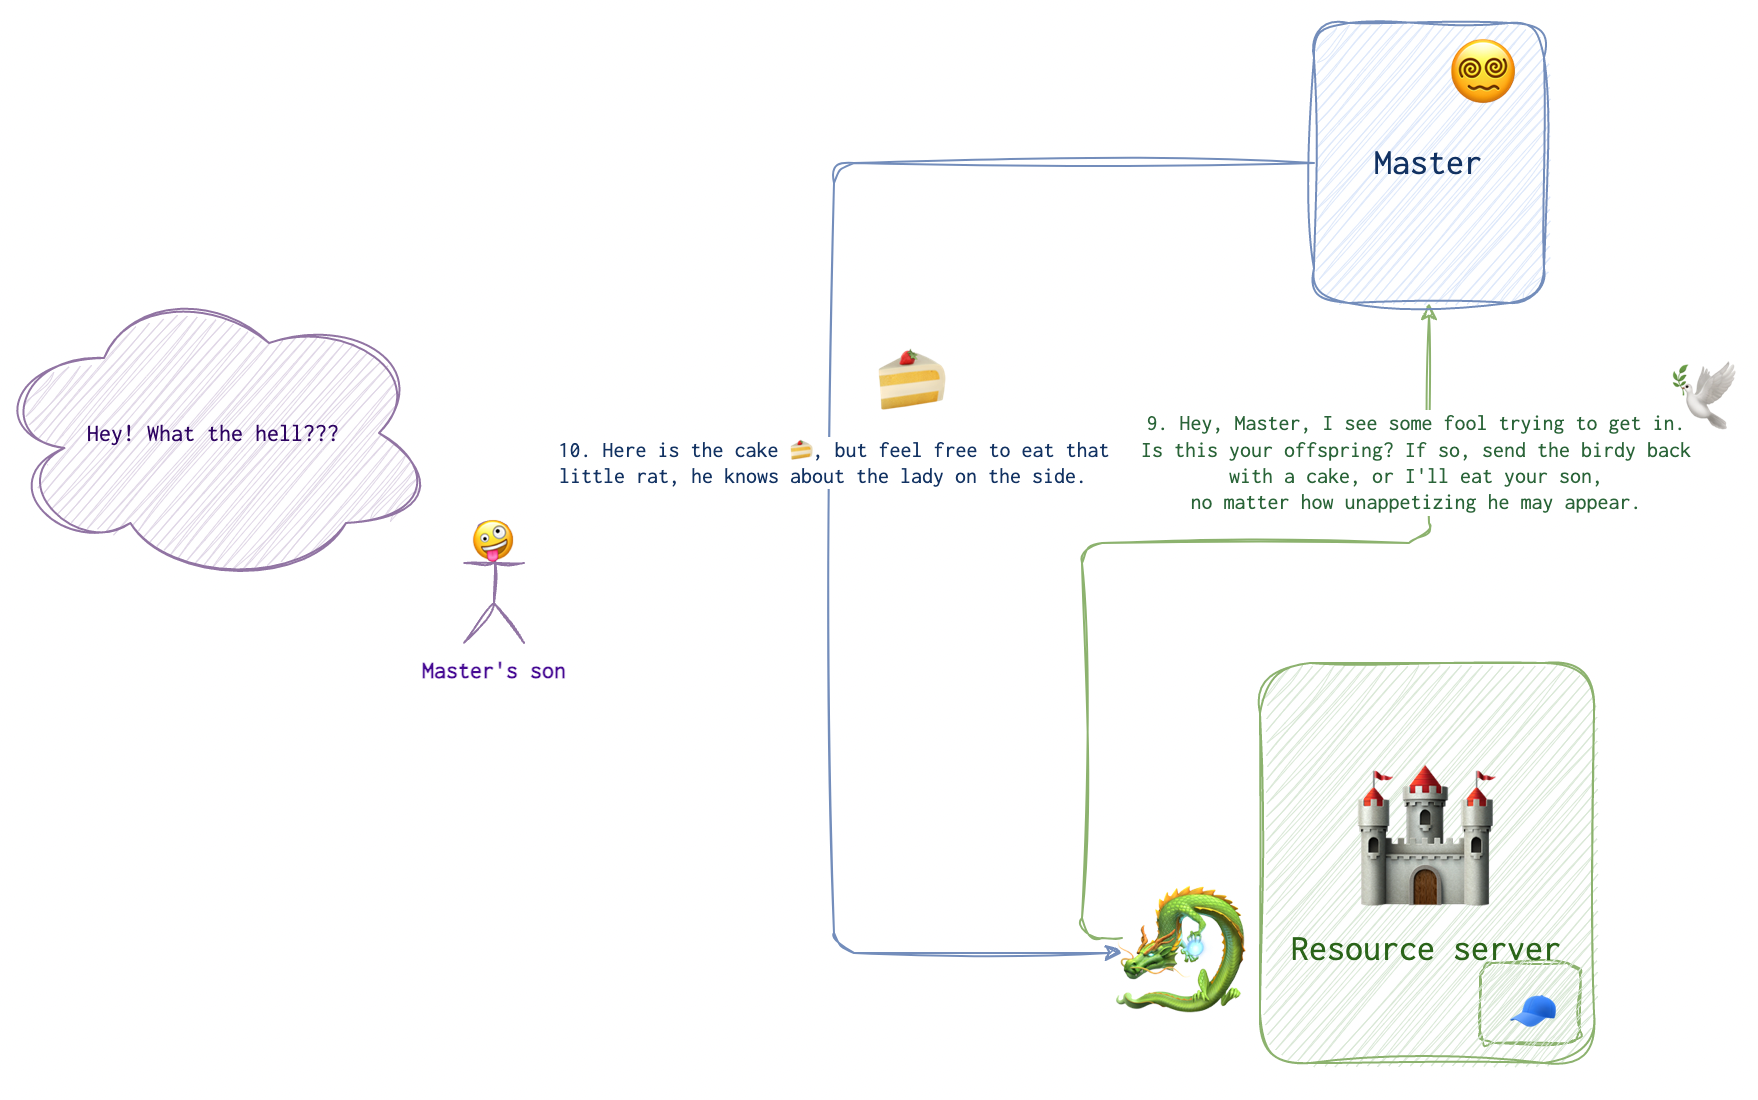 Master
Hey! What the hell???
10. Here is the cake 🍰, but feel free to eat that
little rat, he knows about the lady on the side.
9. Hey, Master, I see some fool trying to get in.
Is this your offspring? If so, send the birdy back
with a cake, or I'll eat your son,
no matter how unappetizing he may appear.
Master's son
Resource server